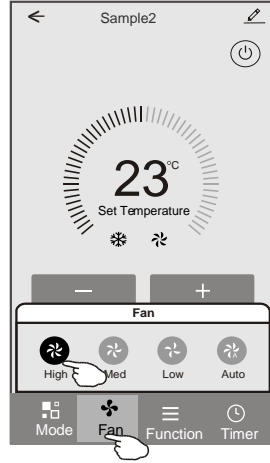 Sample2
23°C
Set Temperature
− +
Fan
High Med Low Auto
Mode Fan Function Timer